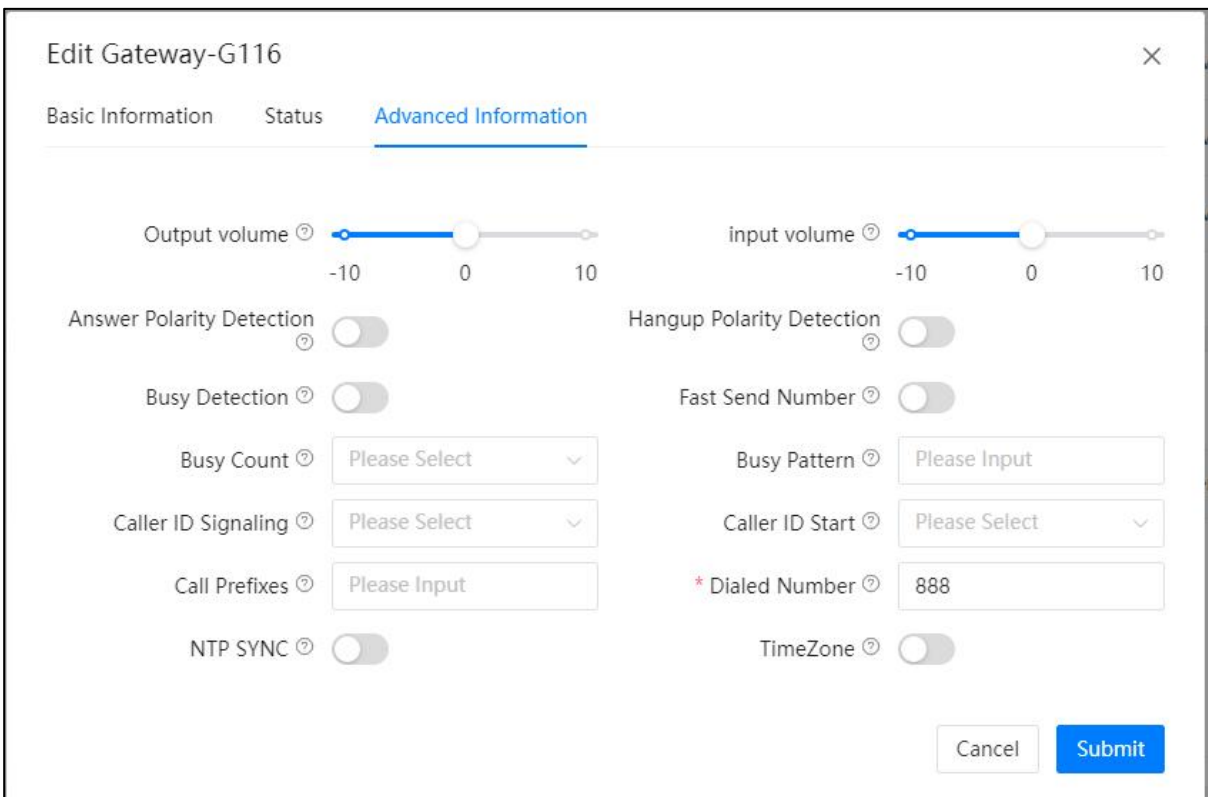 Edit Gateway-G116
Basic Information Status Advanced Information
Output volume input volume
-10 0 10 -10 0 10
Answer Polarity Detection Hangup Polarity Detection
Busy Detection Fast Send Number
Busy Count Please Select Busy Pattern Please Input
Caller ID Signaling Please Select Caller ID Start Please Select
Call Prefixes Please Input * Dialed Number 888
NTP SYNC TimeZone
Cancel Submit